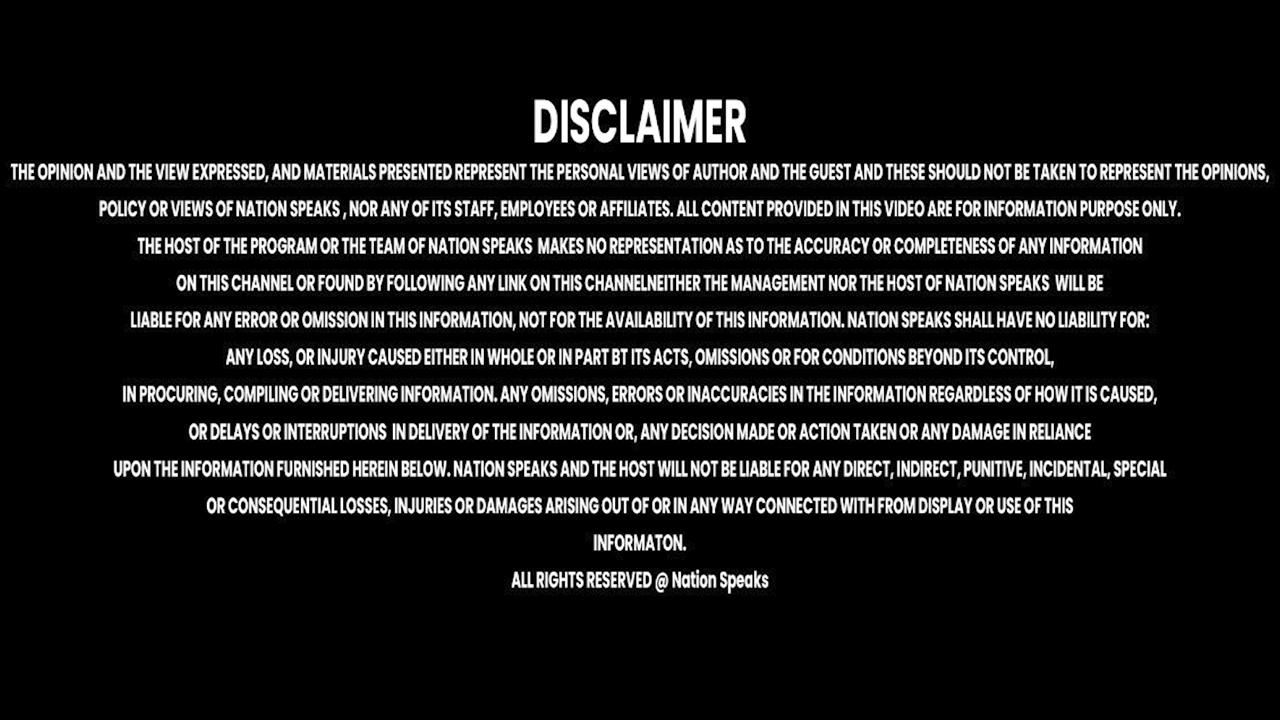 DISCLAIMER
THE OPINION AND THE VIEW EXPRESSED, AND MATERIALS PRESENTED REPRESENT THE PERSONAL VIEWS OF AUTHOR AND THE GUEST AND THESE SHOULD NOT BE TAKEN TO REPRESENT THE OPINIONS,
POLICY OR VIEWS OF NATION SPEAKS , NOR ANY OF ITS STAFF, EMPLOYEES OR AFFILIATES. ALL CONTENT PROVIDED IN THIS VIDEO ARE FOR INFORMATION PURPOSE ONLY.
THE HOST OF THE PROGRAM OR THE TEAM OF NATION SPEAKS  MAKES NO REPRESENTATION AS TO THE ACCURACY OR COMPLETENESS OF ANY INFORMATION
ON THIS CHANNEL OR FOUND BY FOLLOWING ANY LINK ON THIS CHANNELNEITHER THE MANAGEMENT NOR THE HOST OF NATION SPEAKS  WILL BE
LIABLE FOR ANY ERROR OR OMISSION IN THIS INFORMATION, NOT FOR THE AVAILABILITY OF THIS INFORMATION. NATION SPEAKS SHALL HAVE NO LIABILITY FOR:
ANY LOSS, OR INJURY CAUSED EITHER IN WHOLE OR IN PART BT ITS ACTS, OMISSIONS OR FOR CONDITIONS BEYOND ITS CONTROL,
IN PROCURING, COMPILING OR DELIVERING INFORMATION. ANY OMISSIONS, ERRORS OR INACCURACIES IN THE INFORMATION REGARDLESS OF HOW IT IS CAUSED,
OR DELAYS OR INTERRUPTIONS  IN DELIVERY OF THE INFORMATION OR, ANY DECISION MADE OR ACTION TAKEN OR ANY DAMAGE IN RELIANCE
UPON THE INFORMATION FURNISHED HEREIN BELOW. NATION SPEAKS AND THE HOST WILL NOT BE LIABLE FOR ANY DIRECT, INDIRECT, PUNITIVE, INCIDENTAL, SPECIAL
OR CONSEQUENTIAL LOSSES, INJURIES OR DAMAGES ARISING OUT OF OR IN ANY WAY CONNECTED WITH FROM DISPLAY OR USE OF THIS
INFORMATON.
ALL RIGHTS RESERVED @ Nation Speaks